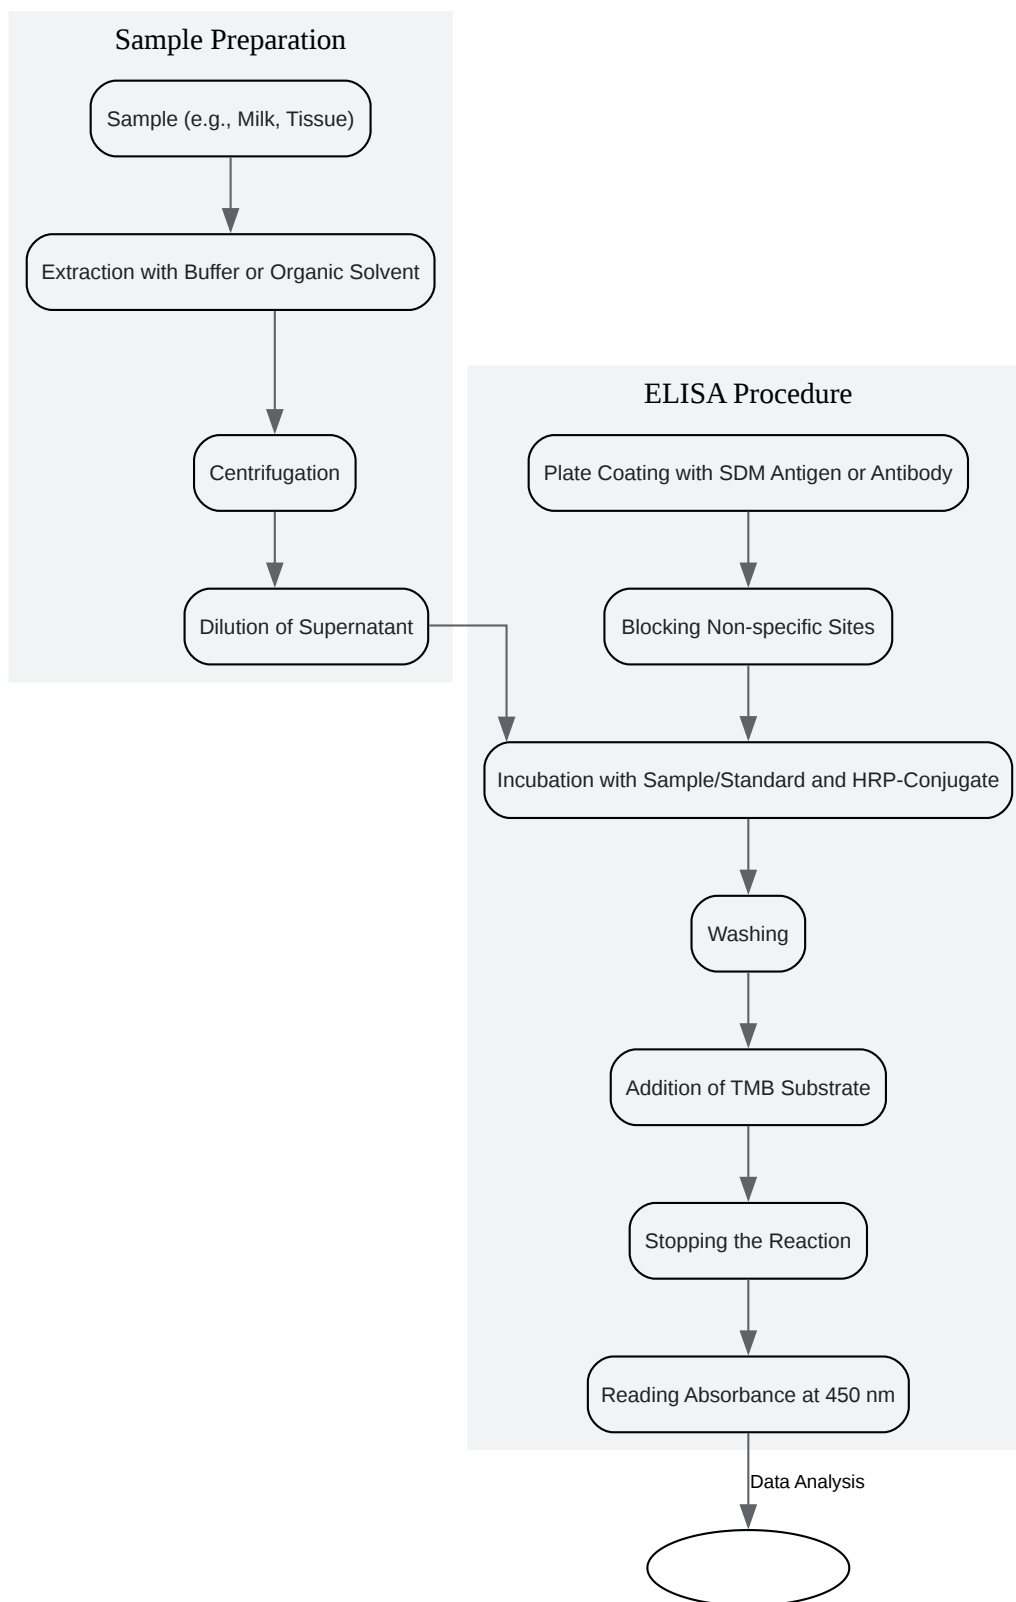 Sample Preparation
Sample (e.g., Milk, Tissue)
Extraction with Buffer or Organic Solvent
Centrifugation
Dilution of Supernatant
ELISA Procedure
Plate Coating with SDM Antigen or Antibody
Blocking Non-specific Sites
Incubation with Sample/Standard and HRP-Conjugate
Washing
Addition of TMB Substrate
Stopping the Reaction
Reading Absorbance at 450 nm
Data Analysis